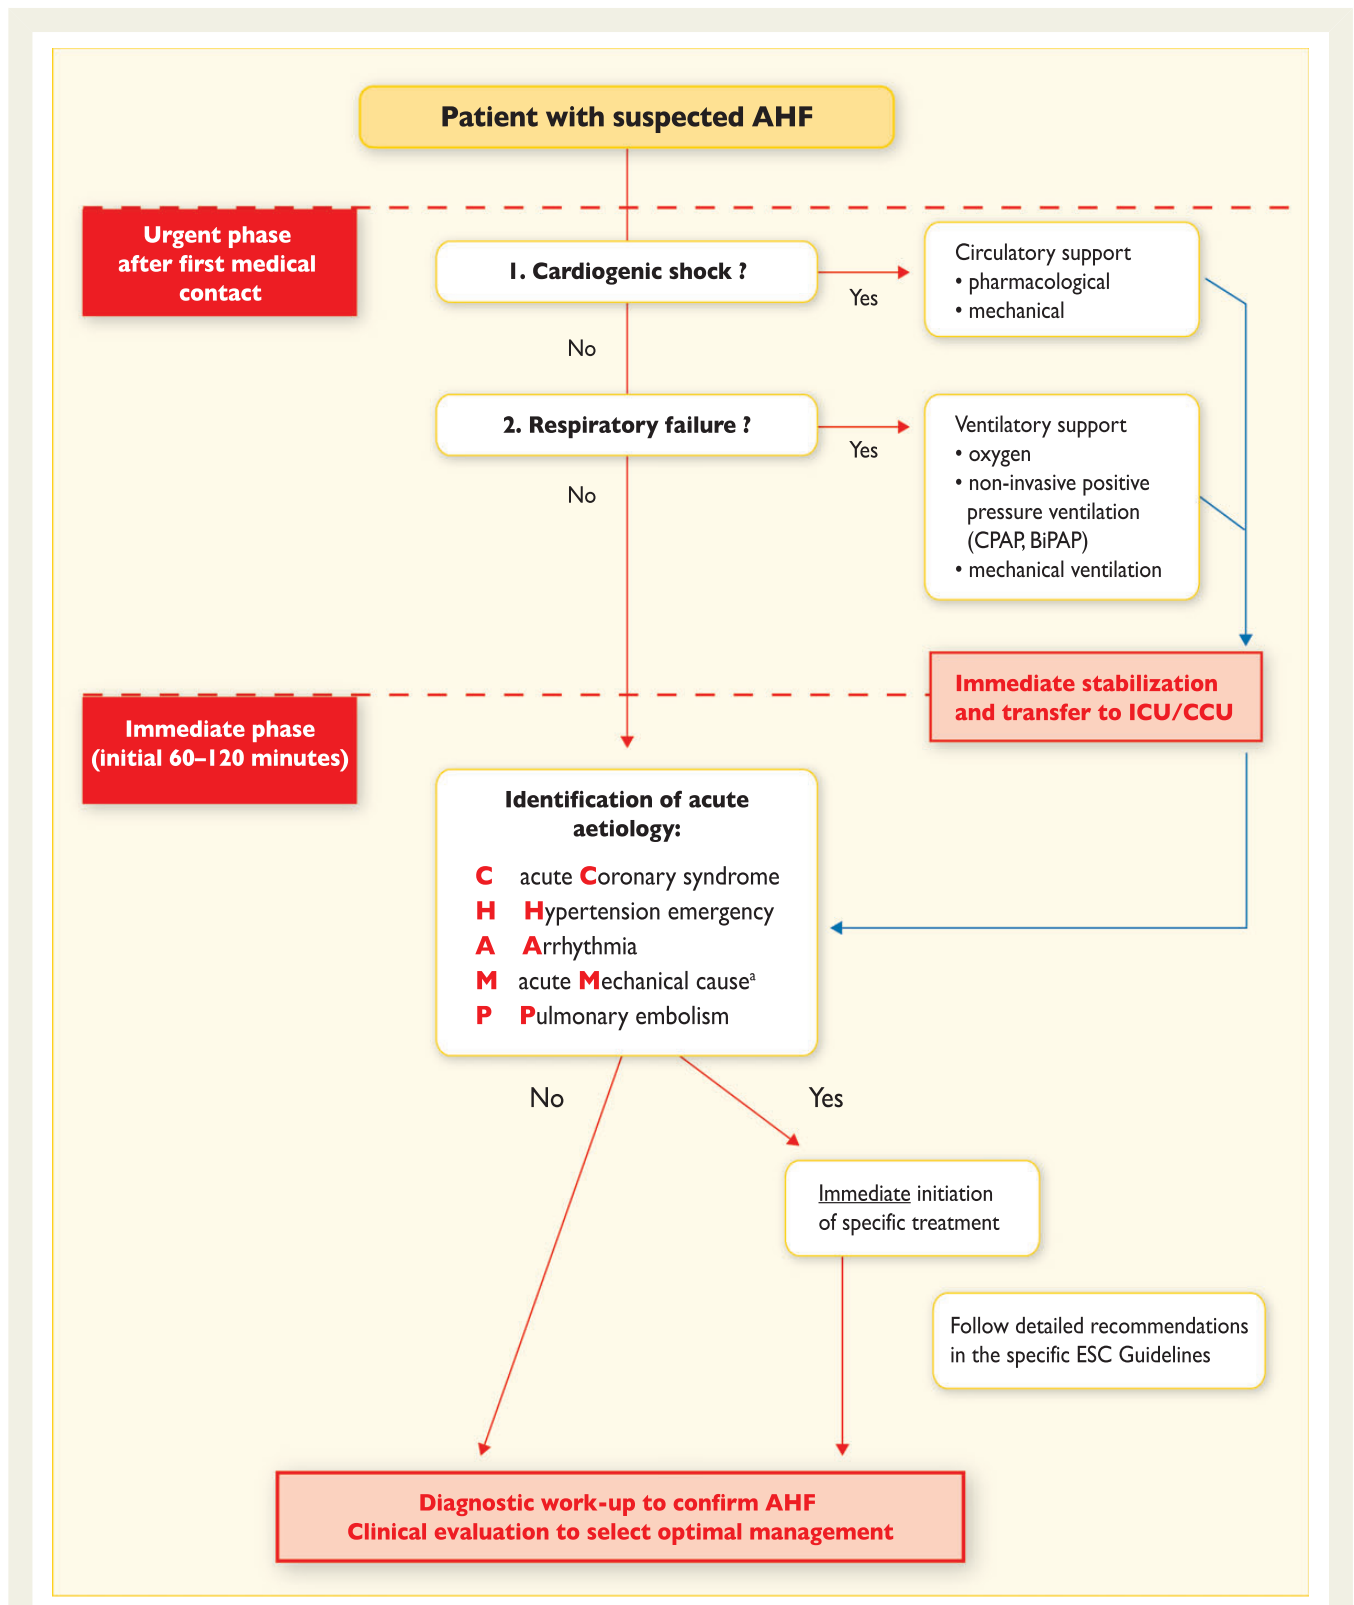 Patient with suspected AHF
Urgent phase
after first medical
contact
1. Cardiogenic shock ?
Yes
Circulatory support
• pharmacological
• mechanical
No
2. Respiratory failure ?
Yes
Ventilatory support
• oxygen
• non-invasive positive
pressure ventilation
(CPAP, BiPAP)
• mechanical ventilation
No
Immediate stabilization
and transfer to ICU/CCU
Immediate phase
(initial 60–120 minutes)
Identification of acute
aetiology:
C acute Coronary syndrome
H Hypertension emergency
A Arrhythmia
M acute Mechanical causeᵃ
P Pulmonary embolism
No
Yes
Immediate initiation
of specific treatment
Follow detailed recommendations
in the specific ESC Guidelines
Diagnostic work-up to confirm AHF
Clinical evaluation to select optimal management